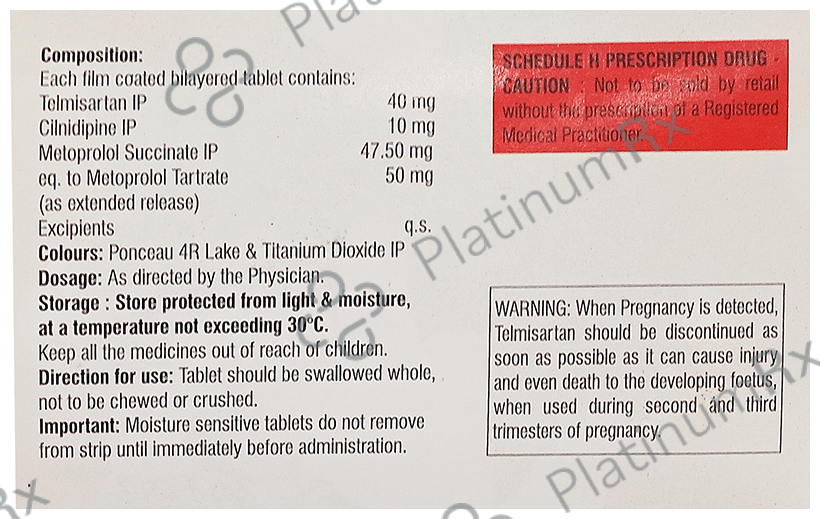 Composition:
Each film coated bilayered tablet contains:
Telmisartan IP 40 mg
Cilnidipine IP 10 mg
Metoprolol Succinate IP 47.50 mg
eq. to Metoprolol Tartrate 50 mg
(as extended release)
Excipients q.s.
Colours: Ponceau 4R Lake & Titanium Dioxide IP
Dosage: As directed by the Physician.
Storage : Store protected from light & moisture,
at a temperature not exceeding 30°C.
Keep all the medicines out of reach of children.
Direction for use: Tablet should be swallowed whole,
not to be chewed or crushed.
Important: Moisture sensitive tablets do not remove
from strip until immediately before administration.
SCHEDULE H PRESCRIPTION DRUG -
CAUTION : Not to be sold by retail
without the prescription of a Registered
Medical Practitioner.
WARNING: When Pregnancy is detected,
Telmisartan should be discontinued as
soon as possible as it can cause injury
and even death to the developing foetus,
when used during second and third
trimesters of pregnancy.
PlatinumRx
PlatinumRx